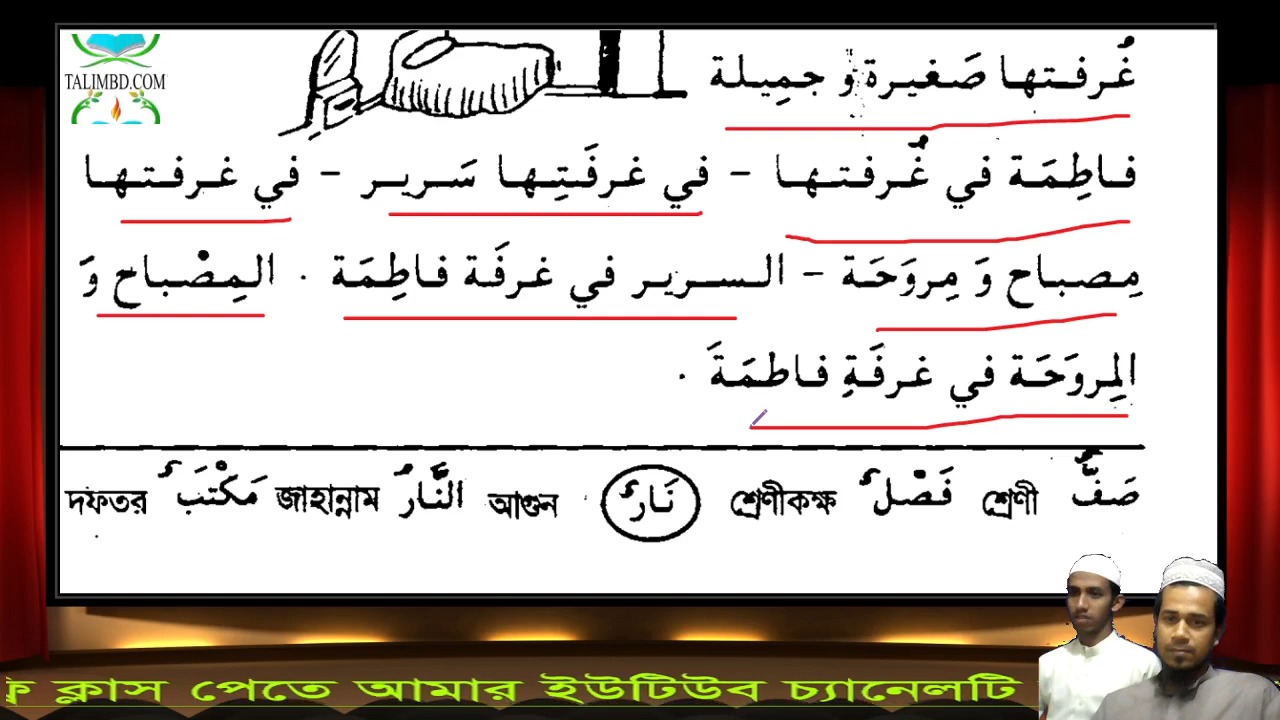 TALIMBD.COM
غُرفتها صَغيرة و جمِيلة
فاطِمَة في غُرفتها - في غرفَتِها سَرير - في غرفتها
مِصباح وَ مِروَحَة - السرير في غرفَة فاطِمَة . المِصْباح وَ
المِروَحَة في غرفَةِ فاطمَةَ .
صَفٌّ শ্রেণী فَصْلٌ শ্রেণীকক্ষ نَارٌ আগুন النَّارُ জাহান্নাম مَكْتَبٌ দফতর
ক্লাস পেতে আমার ইউটিউব চ্যানেলটি